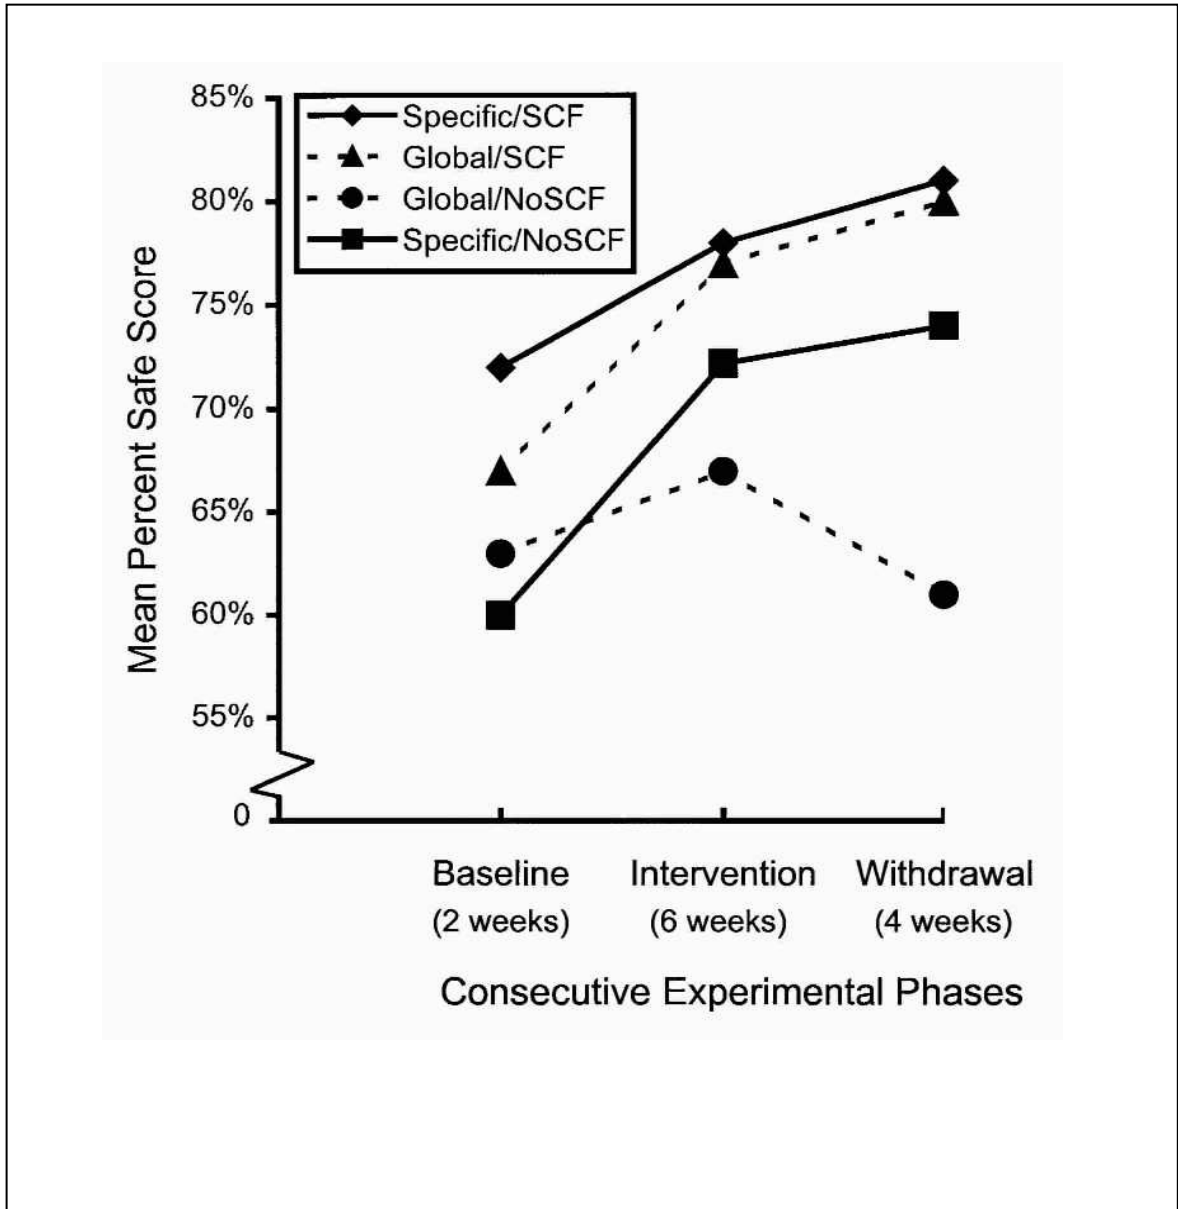 85%
80%
75%
70%
65%
60%
55%
0
Mean Percent Safe Score
Specific/SCF
Global/SCF
Global/NoSCF
Specific/NoSCF
Baseline
(2 weeks)
Intervention
(6 weeks)
Withdrawal
(4 weeks)
Consecutive Experimental Phases